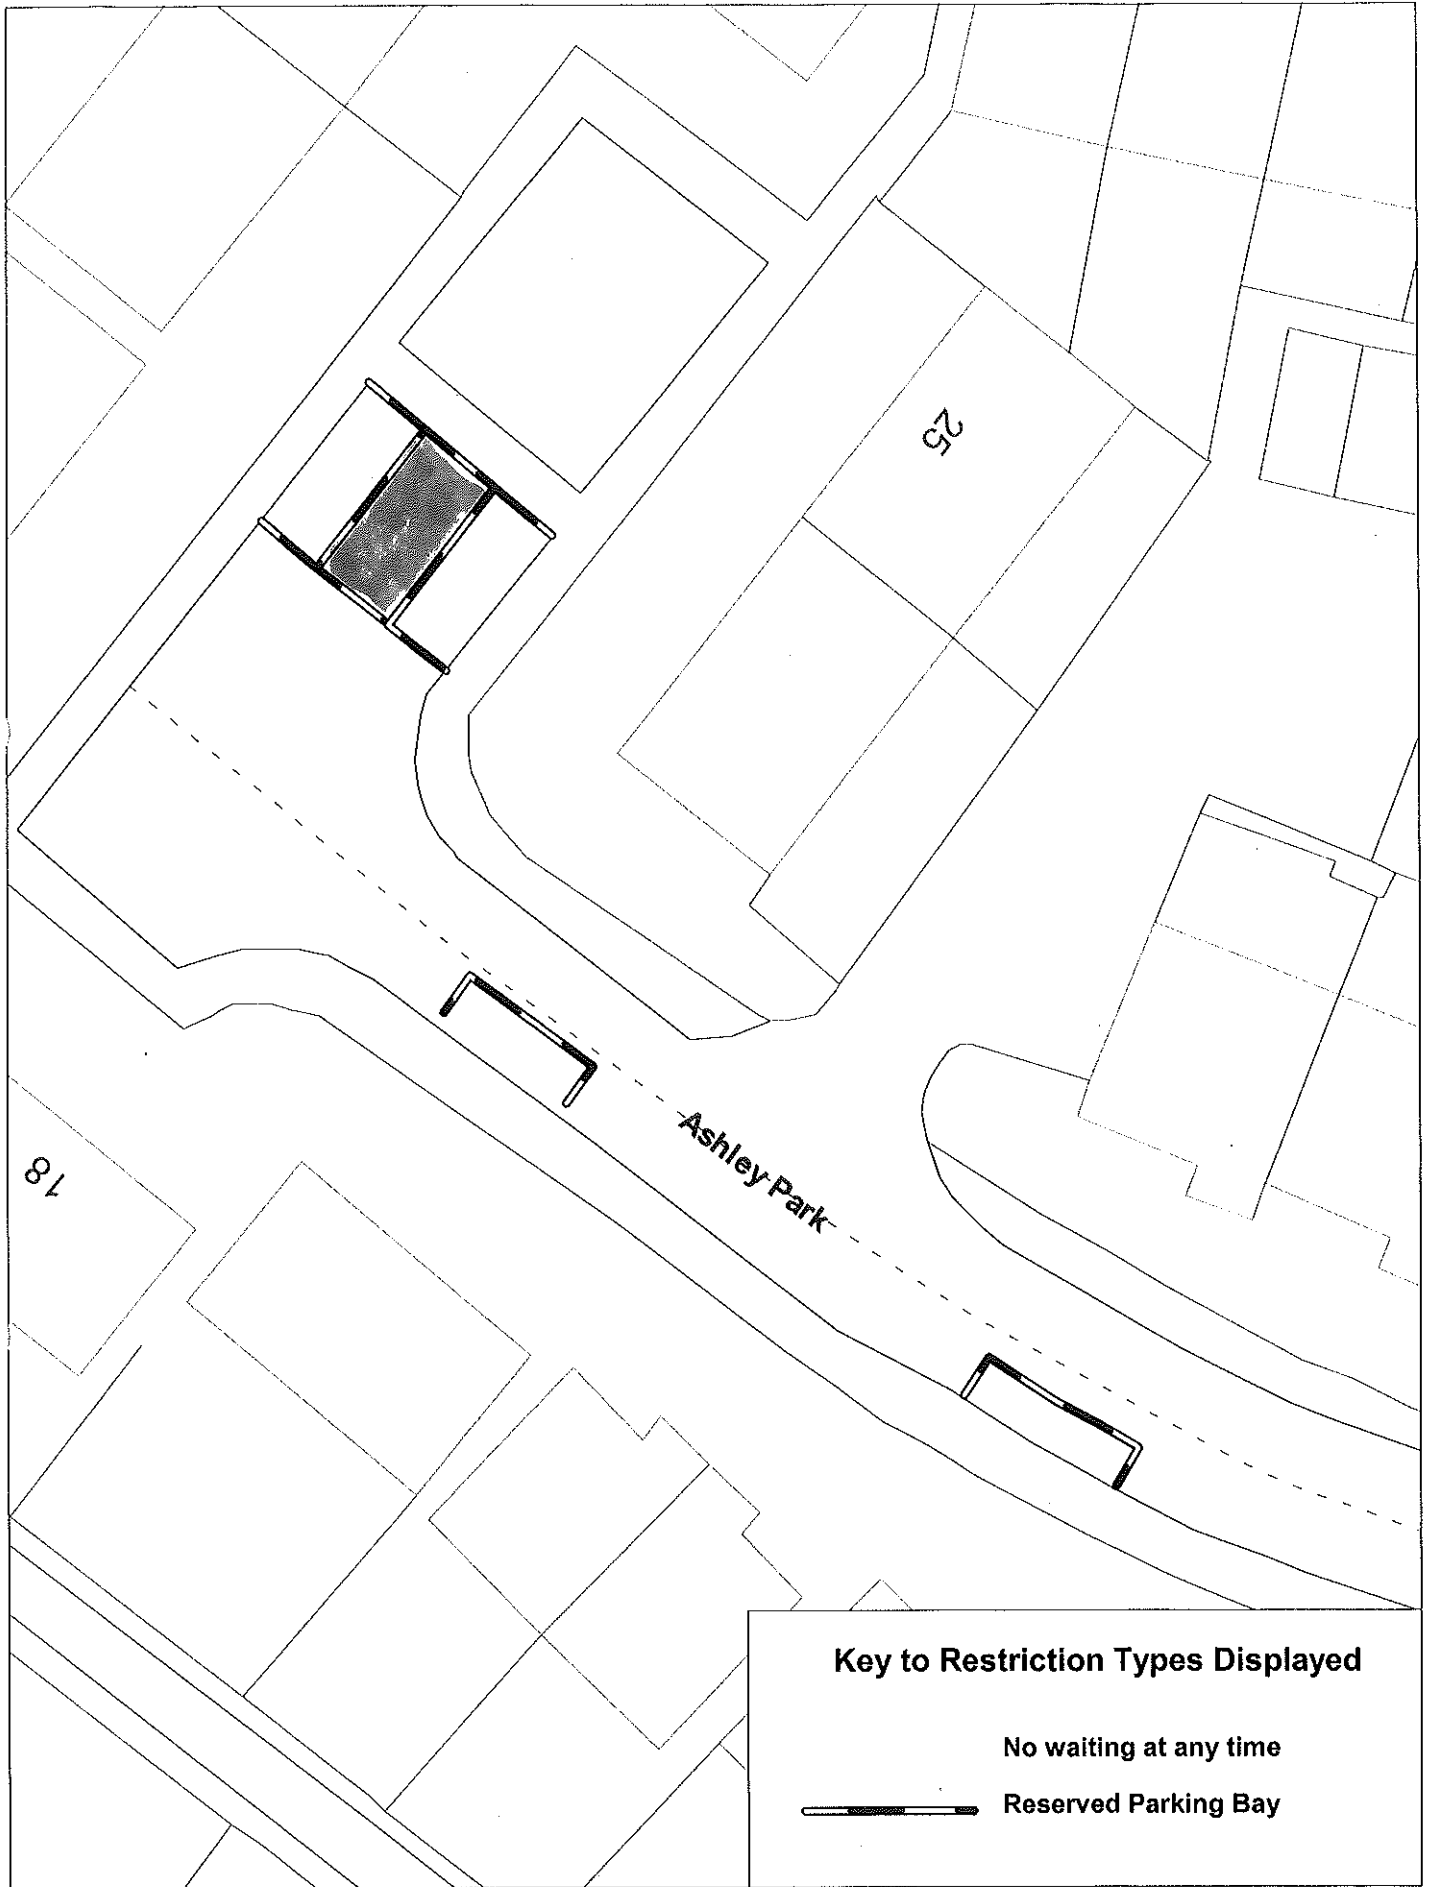 25
Ashley Park
18
Key to Restriction Types Displayed
No waiting at any time
Reserved Parking Bay